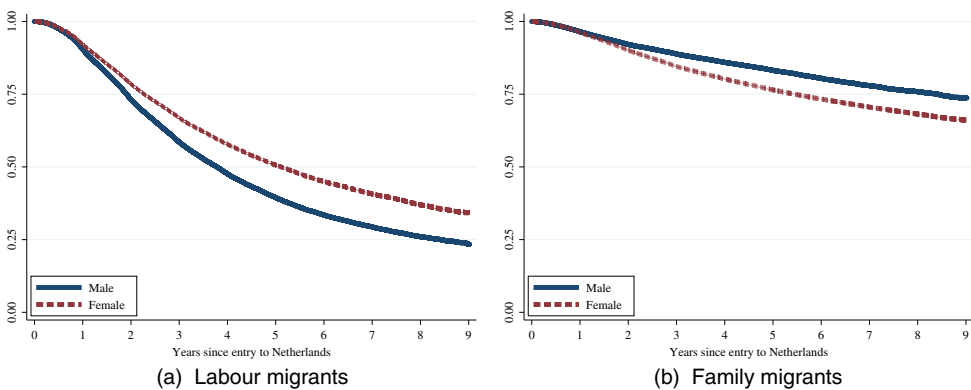 1.00
0.75
0.50
0.25
0.00
Male
Female
0 1 2 3 4 5 6 7 8 9
Years since entry to Netherlands
(a) Labour migrants
1.00
0.75
0.50
0.25
0.00
Male
Female
0 1 2 3 4 5 6 7 8 9
Years since entry to Netherlands
(b) Family migrants